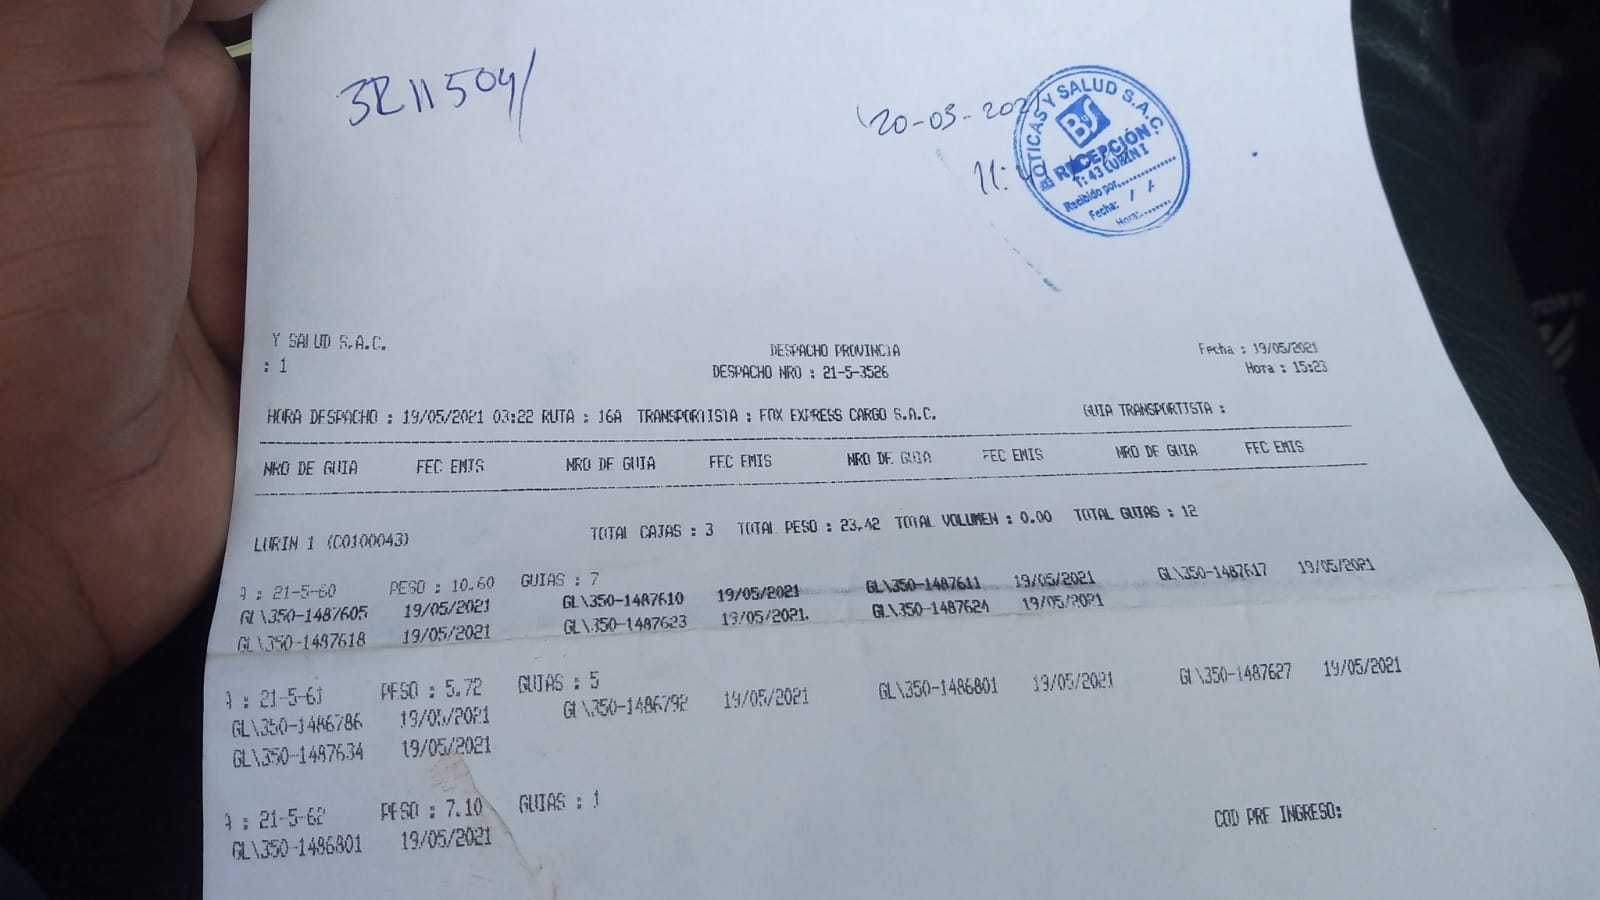 20-05-2021
BOTICAS Y SALUD S.A.C.
BS
RECEPCIÓN
T: 43 LURIN I
Recibido por..............
Fecha: / /
Hora:........
11:
Y SALUD S.A.C.
DESPACHO PROVINCIA
Fecha : 19/05/2021
: 1
DESPACHO NRO : 21-5-3526
Hora : 15:23
HORA DESPACHO : 19/05/2021 03:22 RUTA : 16A TRANSPORTISTA : FOX EXPRESS CARGO S.A.C. GUIA TRANSPORTISTA :
NRO DE GUIA FEC EMIS NRO DE GUIA FEC EMIS NRO DE GUIA FEC EMIS NRO DE GUIA FEC EMIS
LURIN 1 (C0100043) TOTAL CAJAS : 3 TOTAL PESO : 23.42 TOTAL VOLUMEN : 0.00 TOTAL GUIAS : 12
: 21-5-60 PESO : 10.60 GUIAS : 7
GL\350-1487605 19/05/2021 GL\350-1487610 19/05/2021 GL\350-1487611 19/05/2021 GL\350-1487617 19/05/2021
GL\350-1487618 19/05/2021 GL\350-1487623 19/05/2021. GL\350-1487624 19/05/2021
: 21-5-61 PESO : 5.72 GUIAS : 5
GL\350-1486786 19/05/2021 GL\350-1486792 19/05/2021 GL\350-1486801 19/05/2021 GL\350-1487627 19/05/2021
GL\350-1487634 19/05/2021
: 21-5-62 PESO : 7.10 GUIAS : 1
GL\350-1486801 19/05/2021
COD PRE INGRESO: